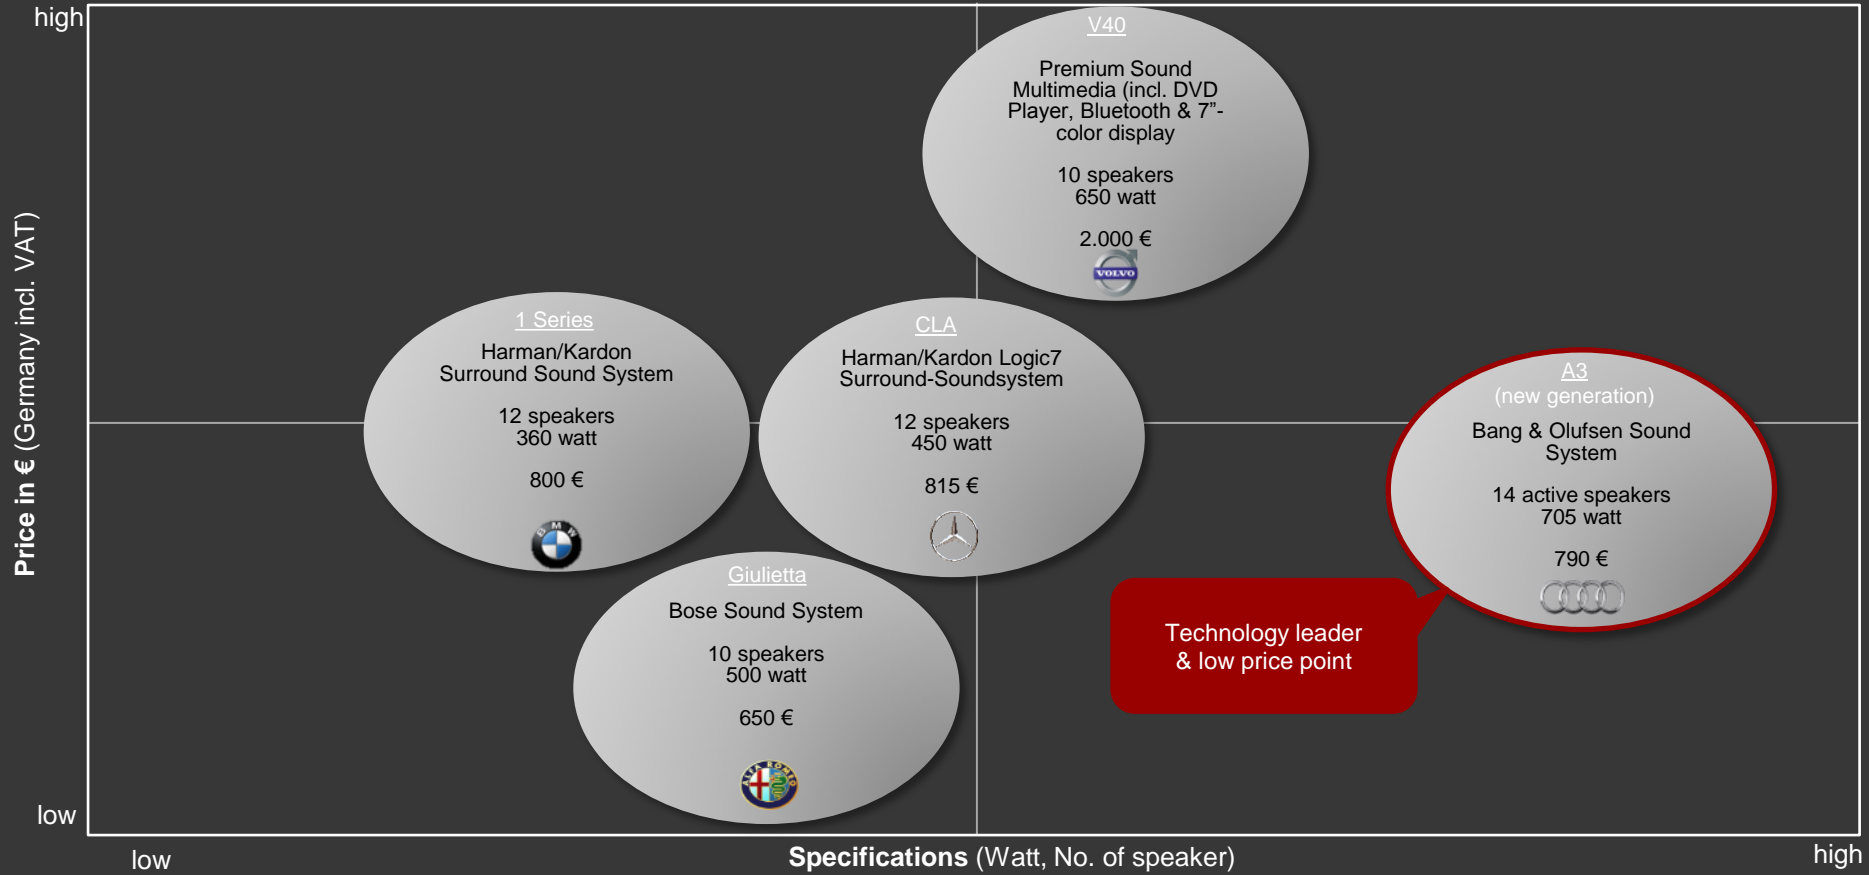 high
V40
Premium Sound
Multimedia (incl. DVD
Player, Bluetooth & 7”-
color display
10 speakers
650 watt
2.000 €
VOLVO
1 Series
Harman/Kardon
Surround Sound System
12 speakers
360 watt
800 €
BMW
CLA
Harman/Kardon Logic7
Surround-Soundsystem
12 speakers
450 watt
815 €
A3
(new generation)
Bang & Olufsen Sound
System
14 active speakers
705 watt
790 €
Giulietta
Bose Sound System
10 speakers
500 watt
650 €
ALFA ROMEO
Technology leader
& low price point
Price in € (Germany incl. VAT)
low
low
Specifications (Watt, No. of speaker)
high